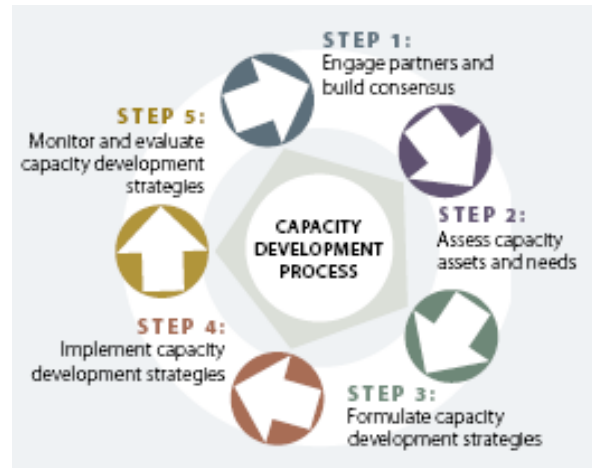 STEP 1:
Engage partners and
build consensus
STEP 2:
Assess capacity
assets and needs
STEP 3:
Formulate capacity
development strategies
STEP 4:
Implement capacity
development strategies
STEP 5:
Monitor and evaluate
capacity development
strategies
CAPACITY
DEVELOPMENT
PROCESS